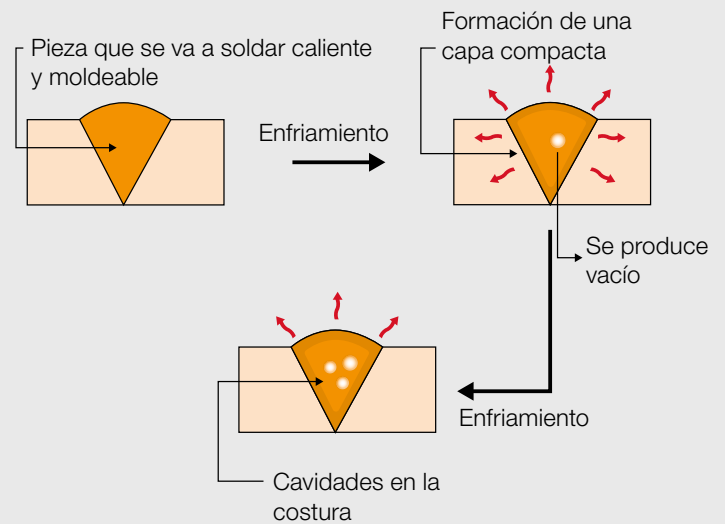 Pieza que se va a soldar caliente
y moldeable
Enfriamiento
Formación de una
capa compacta
Se produce
vacío
Enfriamiento
Cavidades en la
costura